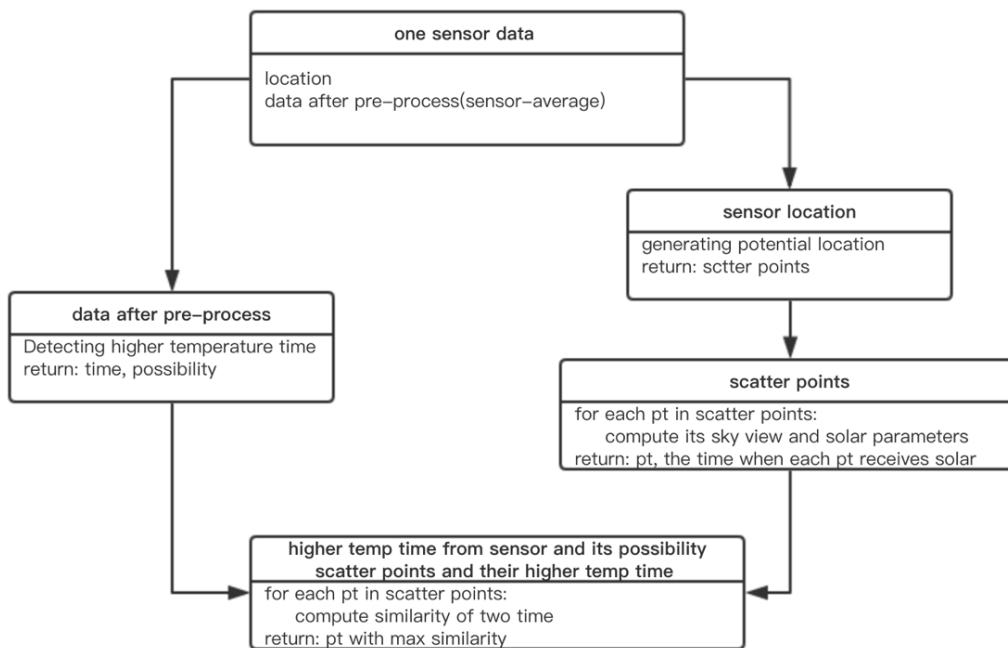 one sensor data
location
data after pre-process(sensor-average)
sensor location
generating potential location
return: sctter points
data after pre-process
Detecting higher temperature time
return: time, possibility
scatter points
for each pt in scatter points:
compute its sky view and solar parameters
return: pt, the time when each pt receives solar
higher temp time from sensor and its possibility
scatter points and their higher temp time
for each pt in scatter points:
compute similarity of two time
return: pt with max similarity